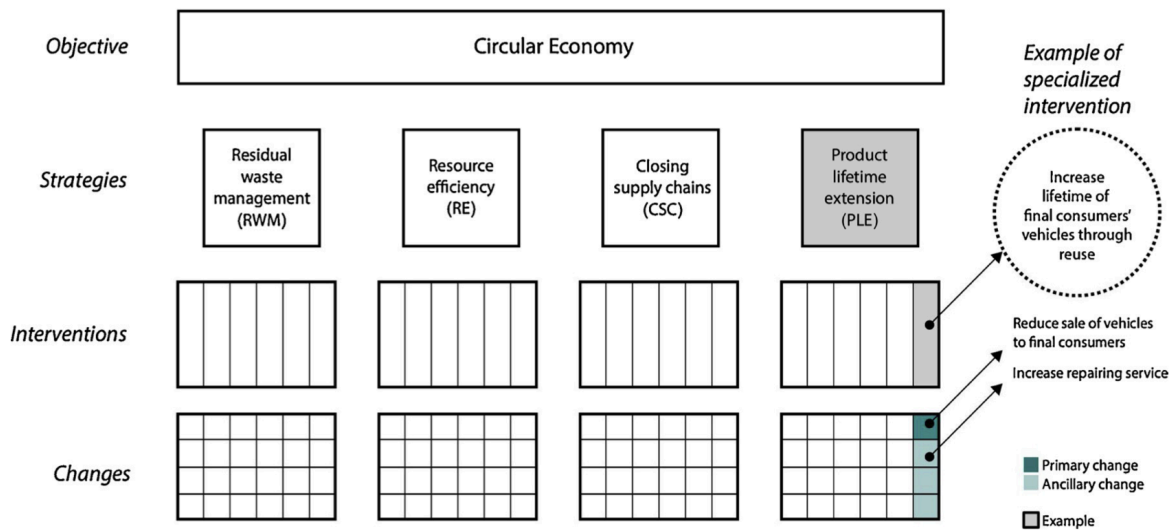 Objective
Circular Economy
Example of
specialized
intervention
Strategies
Residual
waste
management
(RWM)
Resource
efficiency
(RE)
Closing
supply chains
(CSC)
Product
lifetime
extension
(PLE)
Increase
lifetime of
final consumers'
vehicles through
reuse
Interventions
Reduce sale of vehicles
to final consumers
Increase repairing service
Changes
Primary change
Ancillary change
Example